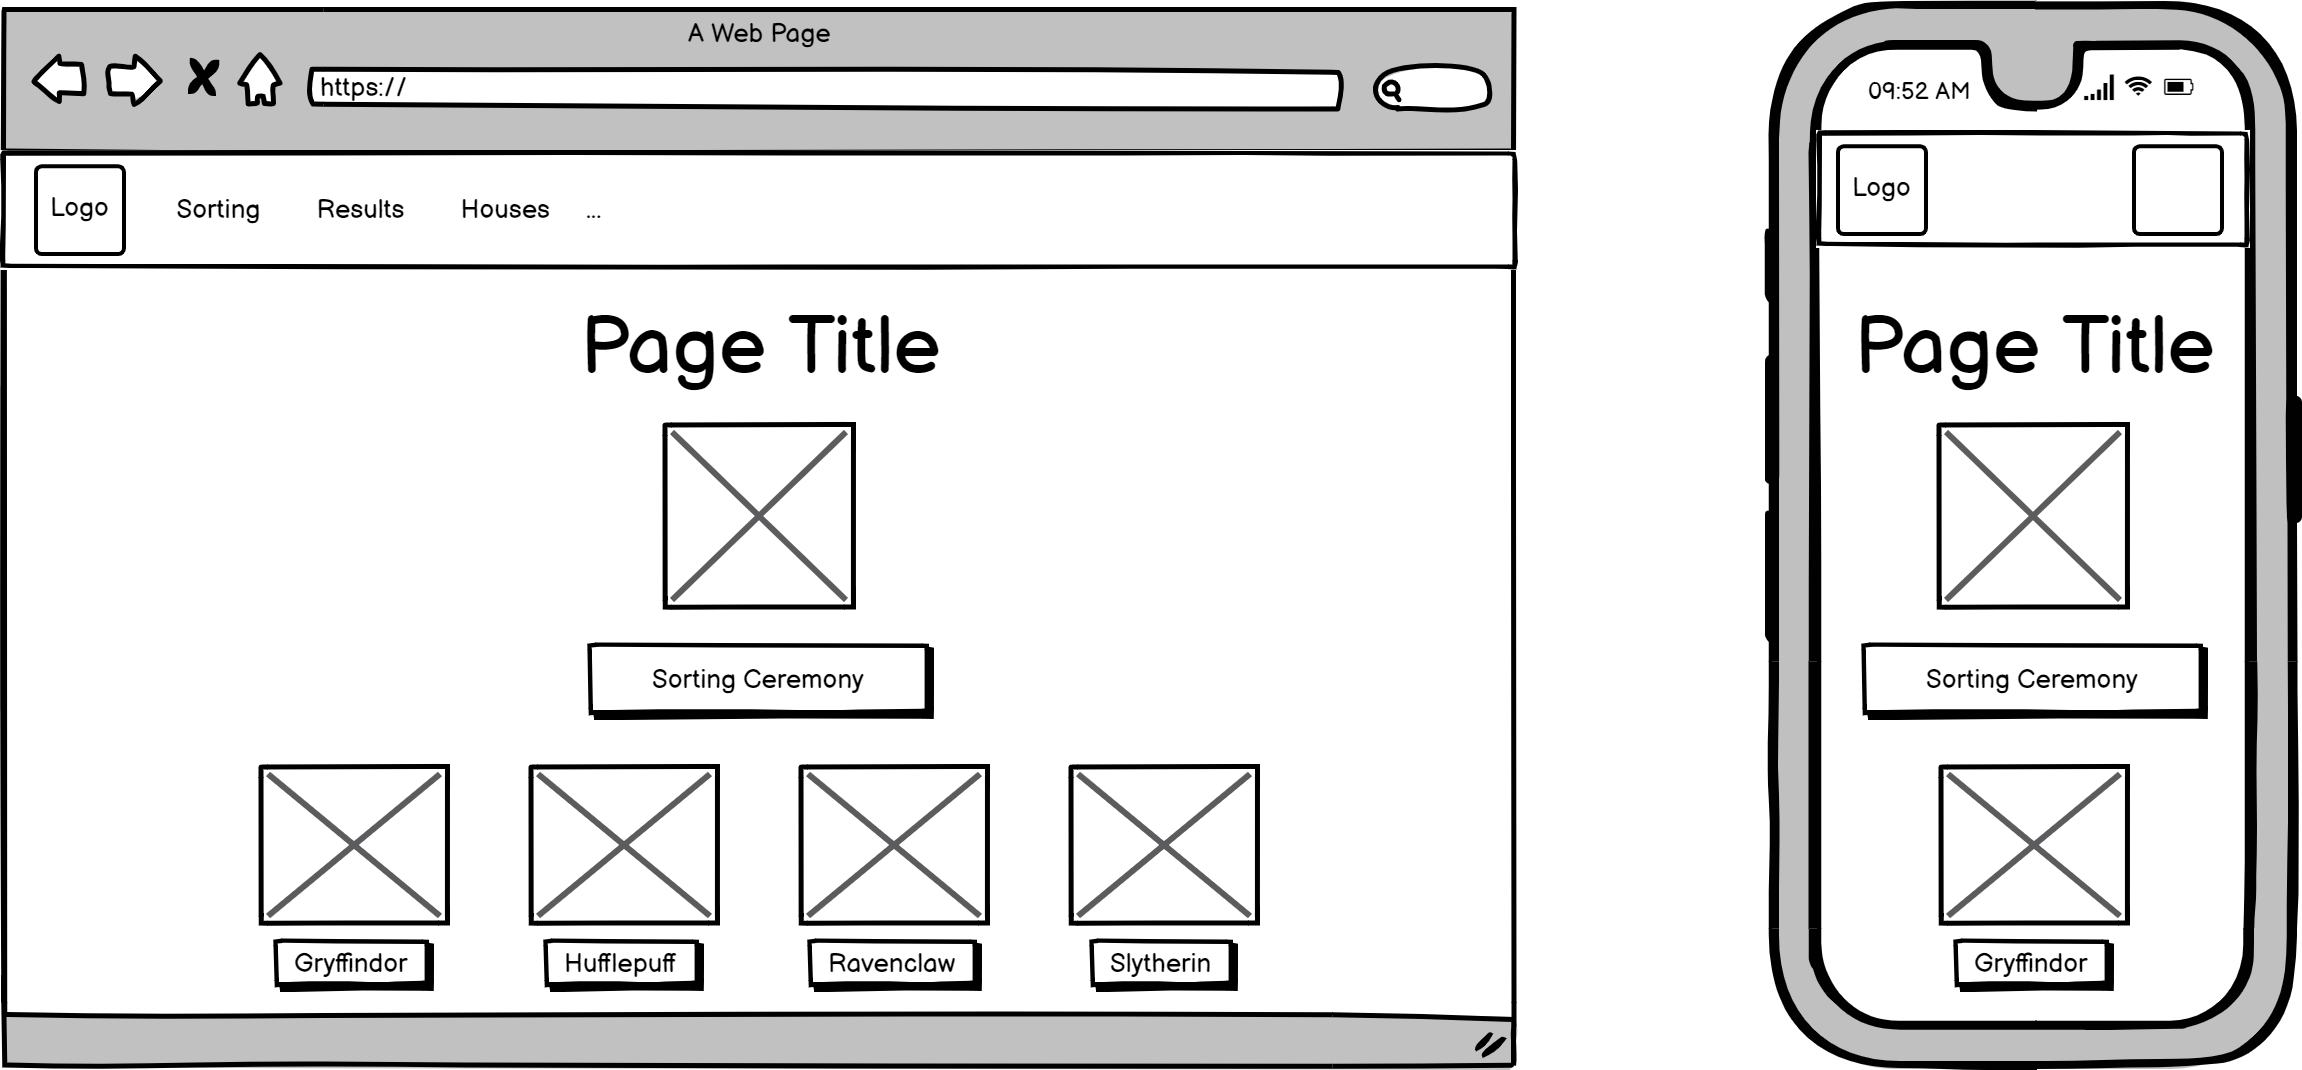 A Web Page
https://
Logo Sorting Results Houses ...
Page Title
Sorting Ceremony
Gryffindor Hufflepuff Ravenclaw Slytherin
09:52 AM
Logo
Page Title
Sorting Ceremony
Gryffindor